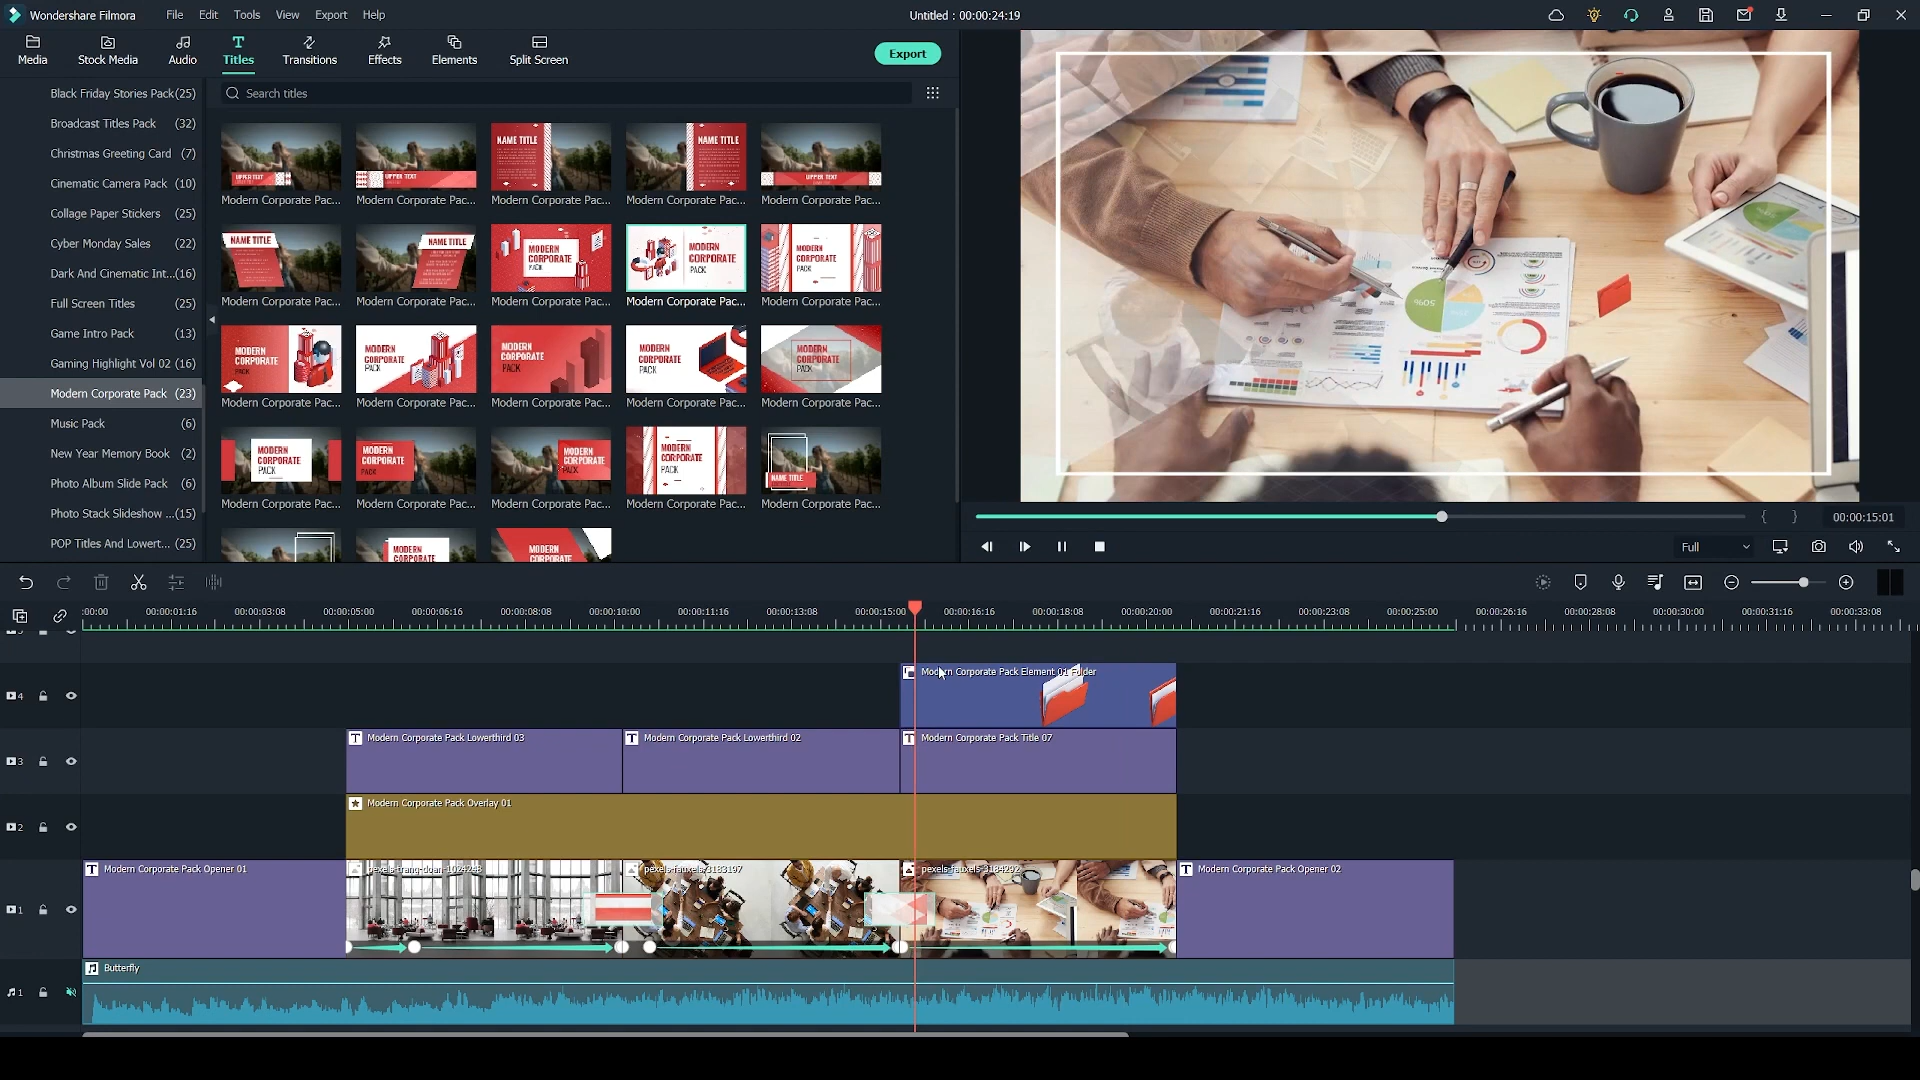 Wondershare Filmora File Edit Tools View Export Help Untitled : 00:00:24:19
Media Stock Media Audio Titles Transitions Effects Elements Split Screen Export
Search titles
Black Friday Stories Pack(25)
Broadcast Titles Pack (32)
Christmas Greeting Card (7)
Cinematic Camera Pack (10)
Collage Paper Stickers (25)
Cyber Monday Sales (22)
Dark And Cinematic Int...(16)
Full Screen Titles (25)
Game Intro Pack (13)
Gaming Highlight Vol 02 (16)
Modern Corporate Pack (23)
Music Pack (6)
New Year Memory Book (2)
Photo Album Slide Pack (6)
Photo Stack Slideshow ...(15)
POP Titles And Lowert... (25)
UPPER TEXT UPPER TEXT NAME TITLE NAME TITLE UPPER TEXT
Modern Corporate Pac... Modern Corporate Pac... Modern Corporate Pac... Modern Corporate Pac... Modern Corporate Pac...
NAME TITLE NAME TITLE MODERN CORPORATE PACK MODERN CORPORATE PACK MODERN CORPORATE PACK
Modern Corporate Pac... Modern Corporate Pac... Modern Corporate Pac... Modern Corporate Pac... Modern Corporate Pac...
MODERN CORPORATE PACK MODERN CORPORATE PACK MODERN CORPORATE PACK MODERN CORPORATE PACK MODERN CORPORATE PACK
Modern Corporate Pac... Modern Corporate Pac... Modern Corporate Pac... Modern Corporate Pac... Modern Corporate Pac...
MODERN CORPORATE PACK MODERN CORPORATE PACK MODERN CORPORATE PACK MODERN CORPORATE PACK NAME TITLE
Modern Corporate Pac... Modern Corporate Pac... Modern Corporate Pac... Modern Corporate Pac... Modern Corporate Pac...
MODERN MODERN
50%
{ } 00:00:15:01
Full
:00:00 00:00:01:16 00:00:03:08 00:00:05:00 00:00:06:16 00:00:08:08 00:00:10:00 00:00:11:16 00:00:13:08 00:00:15:00 00:00:16:16 00:00:18:08 00:00:20:00 00:00:21:16 00:00:23:08 00:00:25:00 00:00:26:16 00:00:28:08 00:00:30:00 00:00:31:16 00:00:33:08
Modern Corporate Pack Element 01 Folder
4
Modern Corporate Pack Lowerthird 03 Modern Corporate Pack Lowerthird 02 Modern Corporate Pack Title 07
3
Modern Corporate Pack Overlay 01
2
Modern Corporate Pack Opener 01 pexels-trang-doan-1024248 pexels-fauxels-3183197 pexels-fauxels-3184292 Modern Corporate Pack Opener 02
1
Butterfly
1